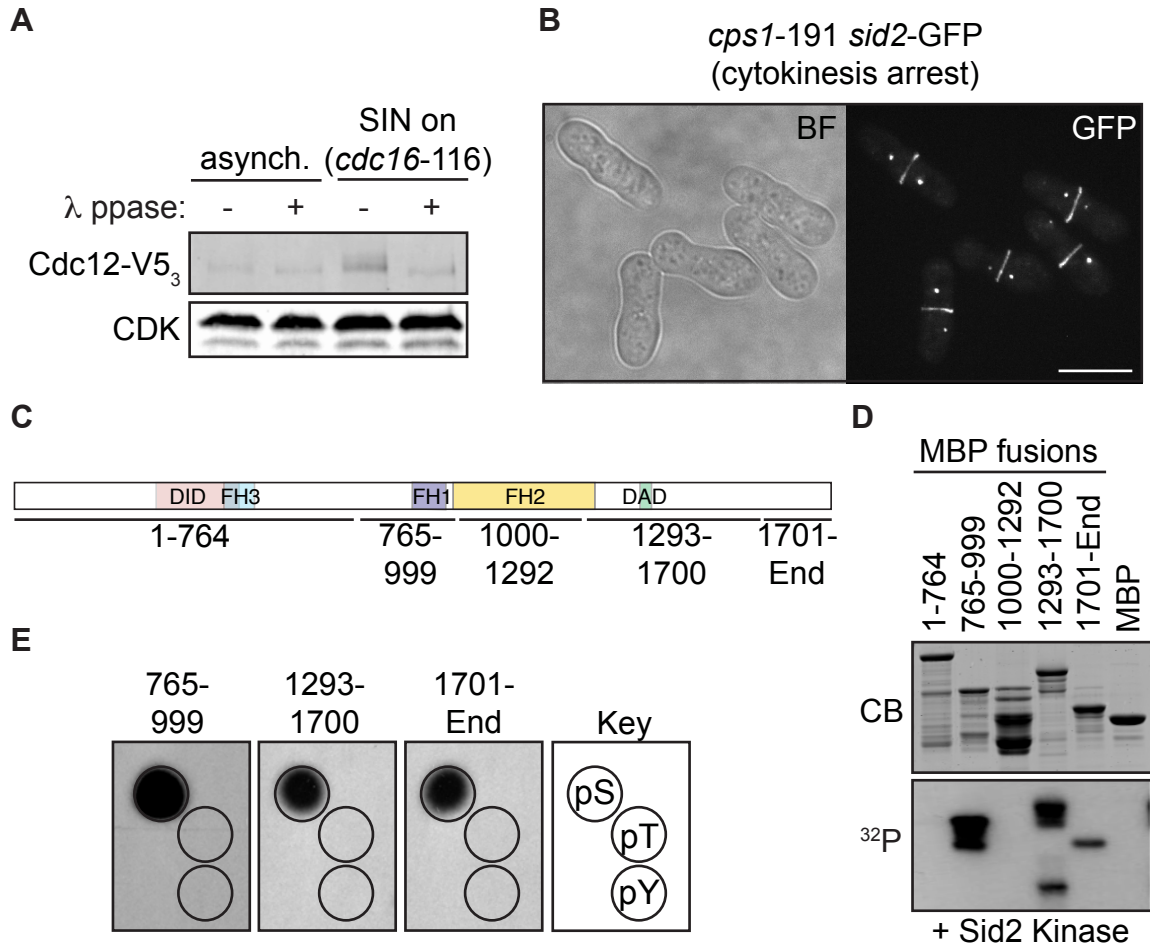 A
SIN on
asynch. (cdc16-116)
λ ppase: - + - +
Cdc12-V5₃
CDK
B
cps1-191 sid2-GFP
(cytokinesis arrest)
BF GFP
C
DID FH3 FH1 FH2 DAD
1-764 765-999 1000-1292 1293-1700 1701-End
D
MBP fusions
1-764 765-999 1000-1292 1293-1700 1701-End MBP
CB
³²P
+ Sid2 Kinase
E
765-999 1293-1700 1701-End Key
pS
pT
pY